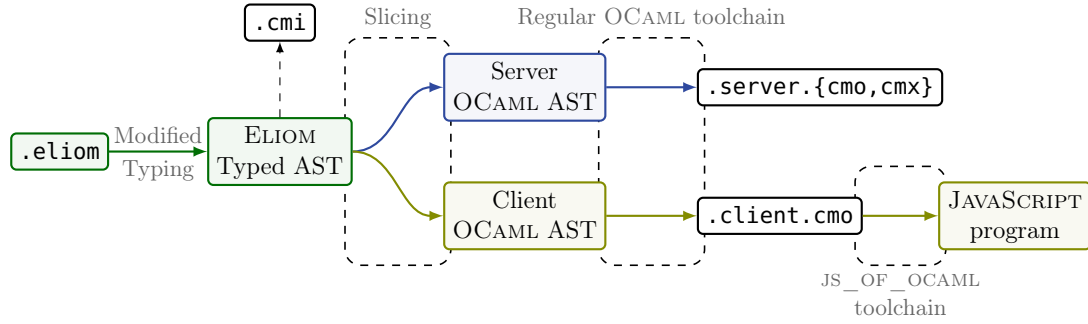 Slicing
Regular OCAML toolchain
.cmi
Server
OCAML AST
.server.{cmo,cmx}
.eliom
Modified
Typing
ELIOM
Typed AST
Client
OCAML AST
.client.cmo
JAVASCRIPT
program
JS_OF_OCAML
toolchain